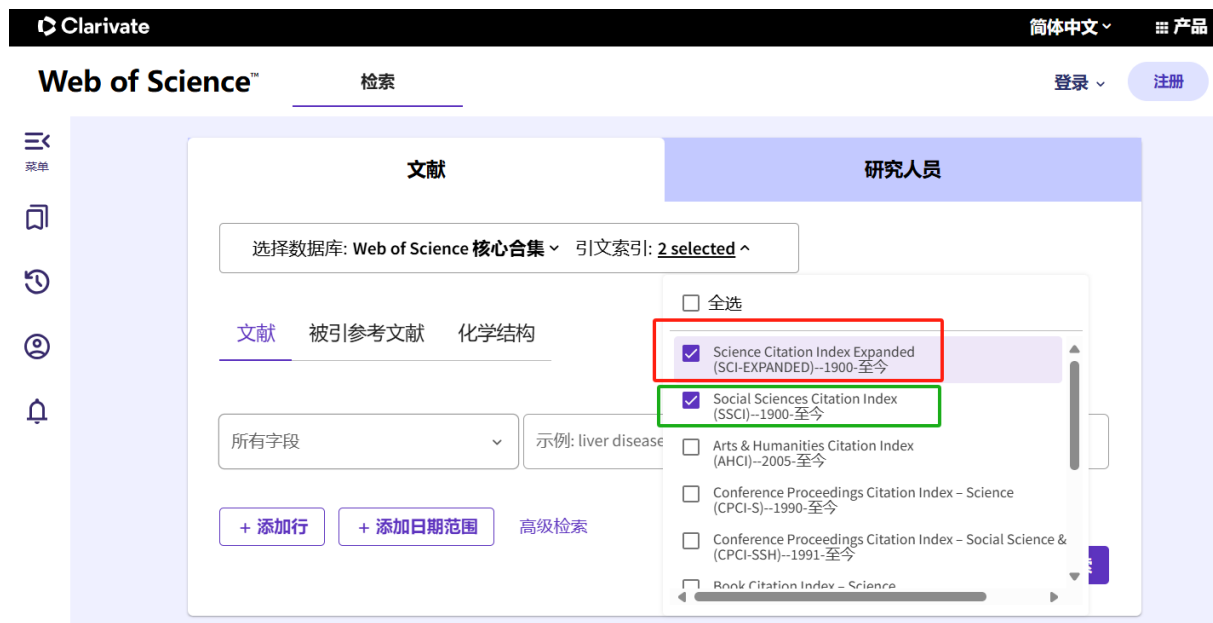 Clarivate
简体中文
产品
Web of Science™
检索
登录
注册
菜单
文献
研究人员
选择数据库: Web of Science 核心合集 引文索引: 2 selected
全选
文献
被引参考文献
化学结构
Science Citation Index Expanded
(SCI-EXPANDED)--1900-至今
Social Sciences Citation Index
(SSCI)--1900-至今
所有字段
示例: liver disease
Arts & Humanities Citation Index
(AHCI)--2005-至今
Conference Proceedings Citation Index – Science
(CPCI-S)--1990-至今
+ 添加行
+ 添加日期范围
高级检索
Conference Proceedings Citation Index – Social Science &
(CPCI-SSH)--1991-至今
Book Citation Index – Science